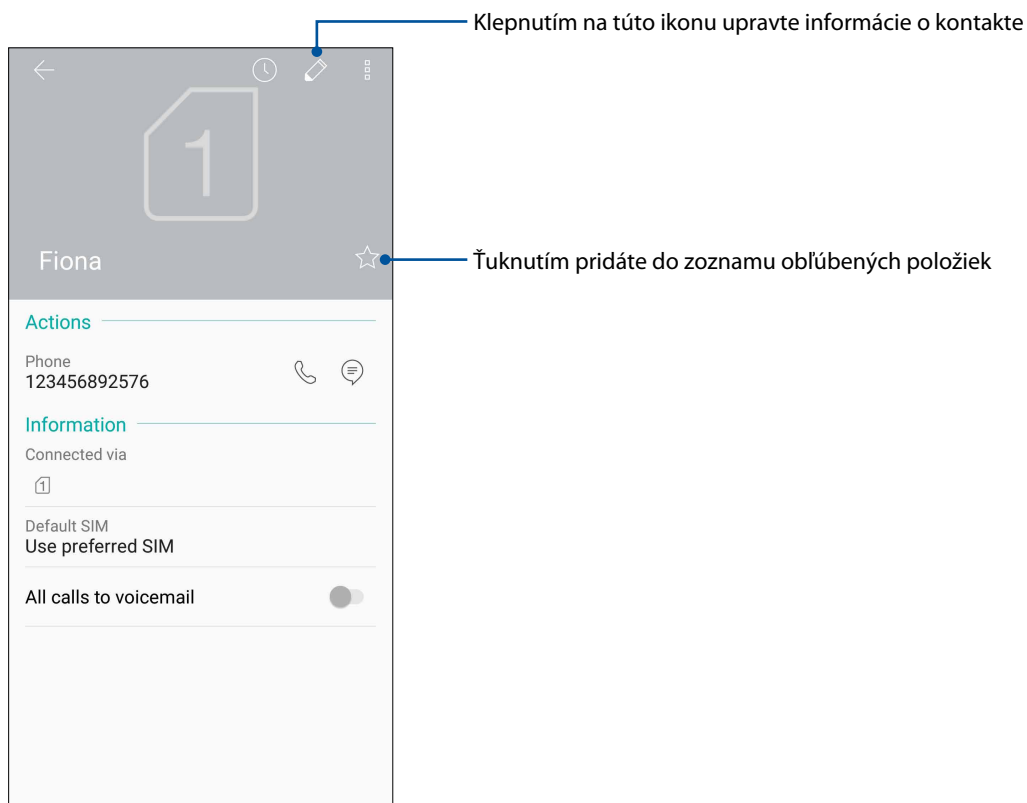 Klepnutím na túto ikonu upravte informácie o kontakte
1
Fiona
Ťuknutím pridáte do zoznamu obľúbených položiek
Actions
Phone
123456892576
Information
Connected via
1
Default SIM
Use preferred SIM
All calls to voicemail